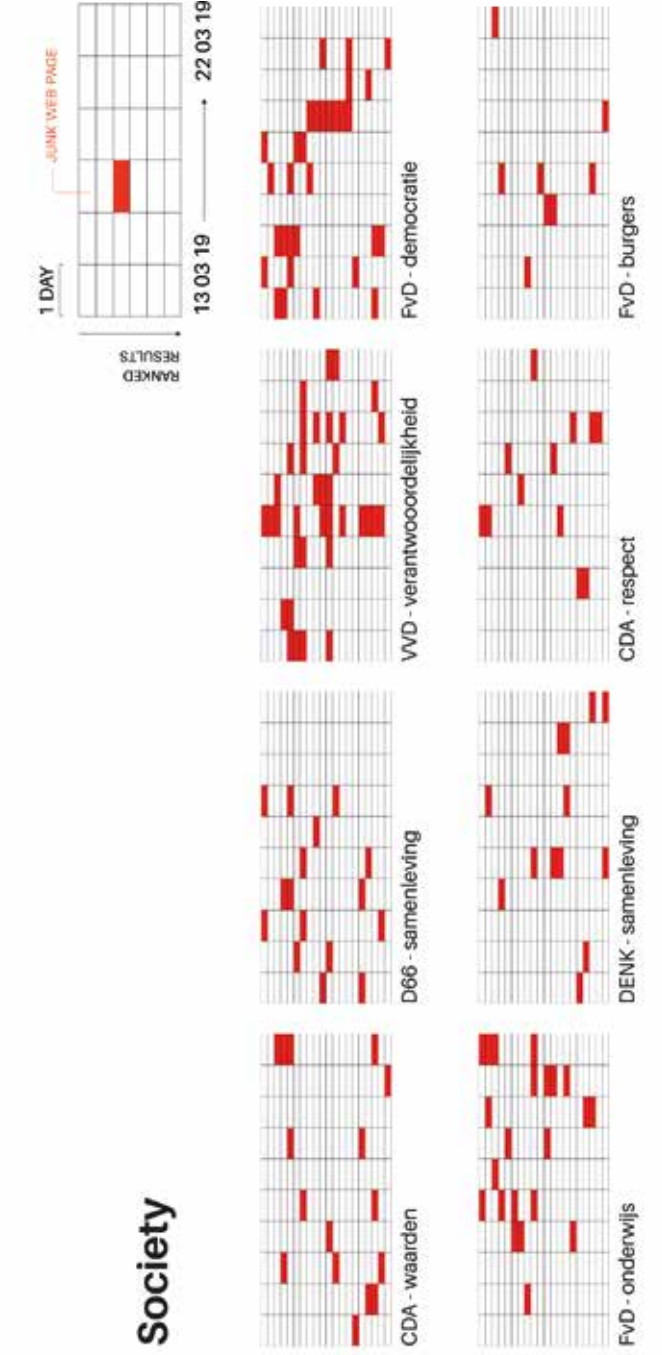 Society
1 DAY
JUNK WEB PAGE
RANKED
RESULTS
13 03 19
22 03 19
CDA - waarden
D66 - samenleving
VVD - verantwooordelijkheid
FvD - democratie
FvD - onderwijs
DENK - samenleving
CDA - respect
FvD - burgers